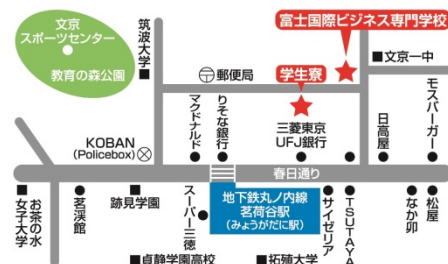 文京
スポーツセンター
教育の森公園
筑波大学
〒郵便局
学生寮
富士国際ビジネス専門学校
文京一中
KOBAN
(Policebox)
マクドナルド
りそな銀行
三菱東京
UFJ銀行
日高屋
モスバーガー
春日通り
お茶の水
女子大学
茗渓館
跡見学園
スーパー三徳
地下鉄丸ノ内線
茗荷谷駅
(みょうがだに駅)
サイゼリア
TSUTAYA
なか卯
松屋
貞静学園高校
拓殖大学